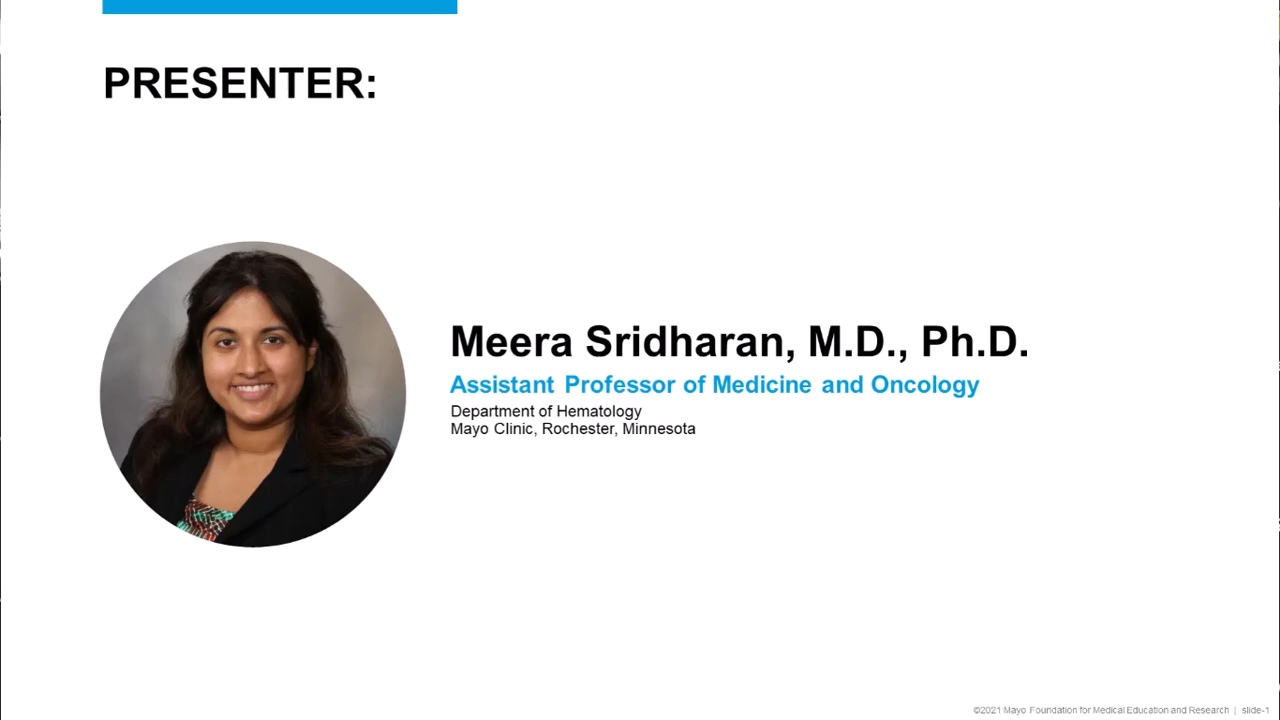 PRESENTER:
Meera Sridharan, M.D., Ph.D.
Assistant Professor of Medicine and Oncology
Department of Hematology
Mayo Clinic, Rochester, Minnesota
©2021 Mayo Foundation for Medical Education and Research | slide-1